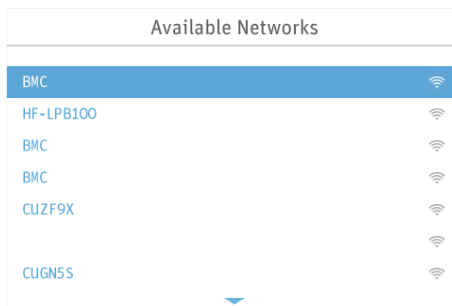 Available Networks
BMC
HF-LPB100
BMC
BMC
CUZF9X
CUGN5S